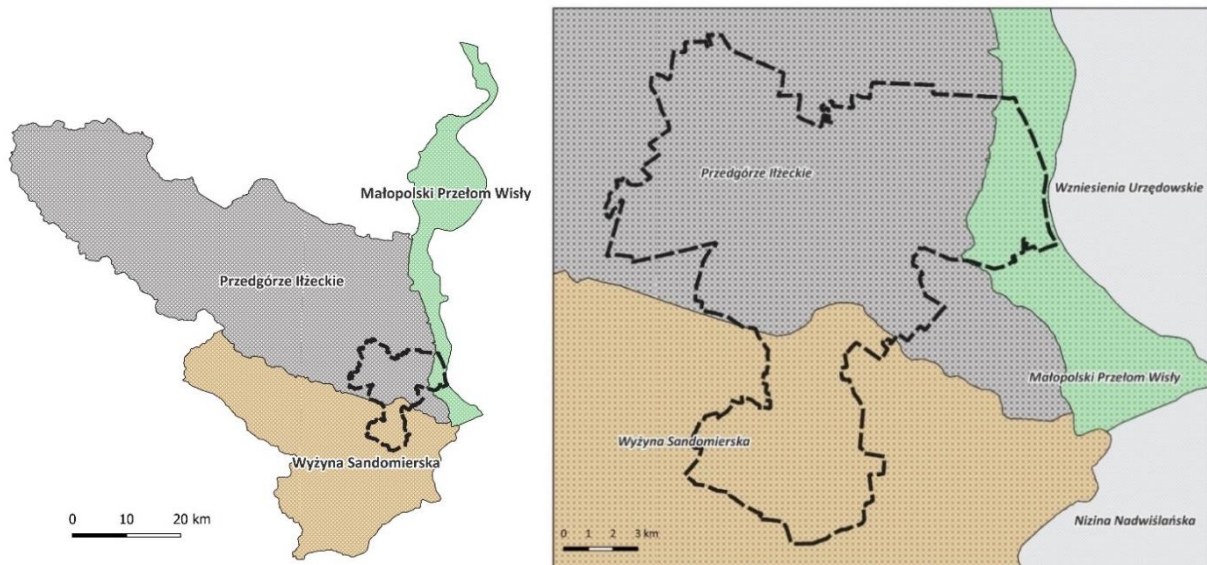 Małopolski Przełom Wisły
Przedgórze Iłżeckie
Wyżyna Sandomierska
0 10 20 km
Przedgórze Iłżeckie
Wzniesienia Urzędowskie
Małopolski Przełom Wisły
Wyżyna Sandomierska
Nizina Nadwiślańska
0 1 2 3 km